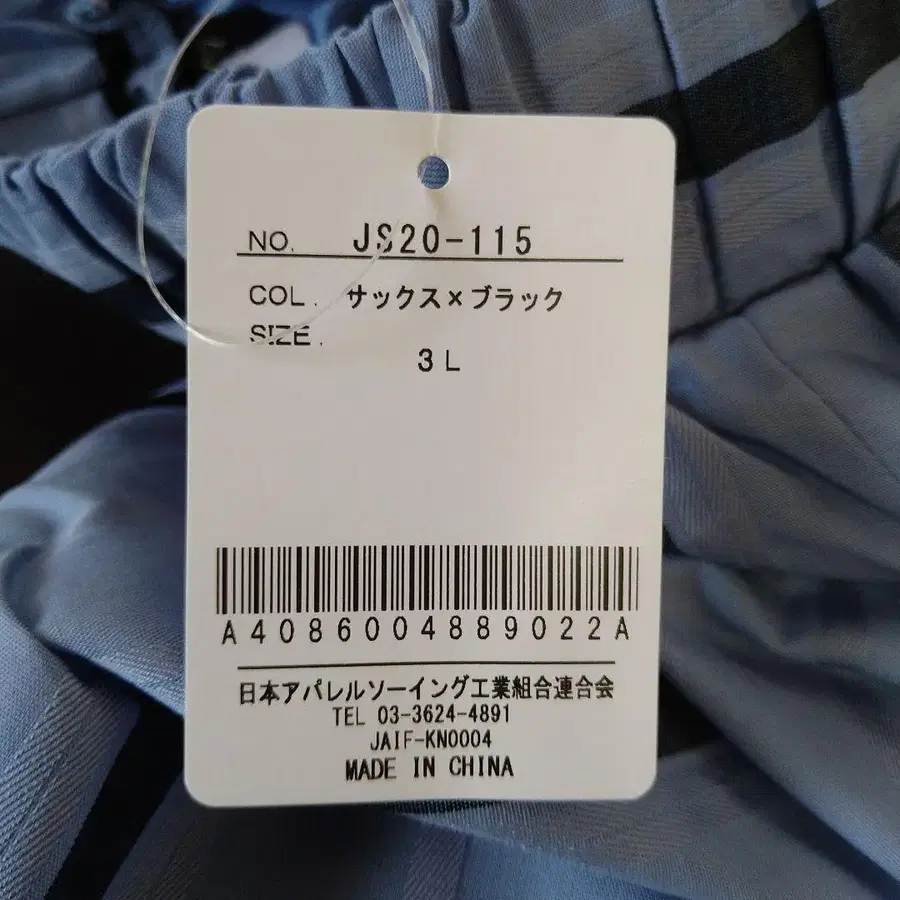 NO. JS20-115
COL. サックス×ブラック
SIZE.
3L
A40860048890​22A
日本アパレルソーイング工業組合連合会
TEL 03-3624-4891
JAIF-KN0004
MADE IN CHINA